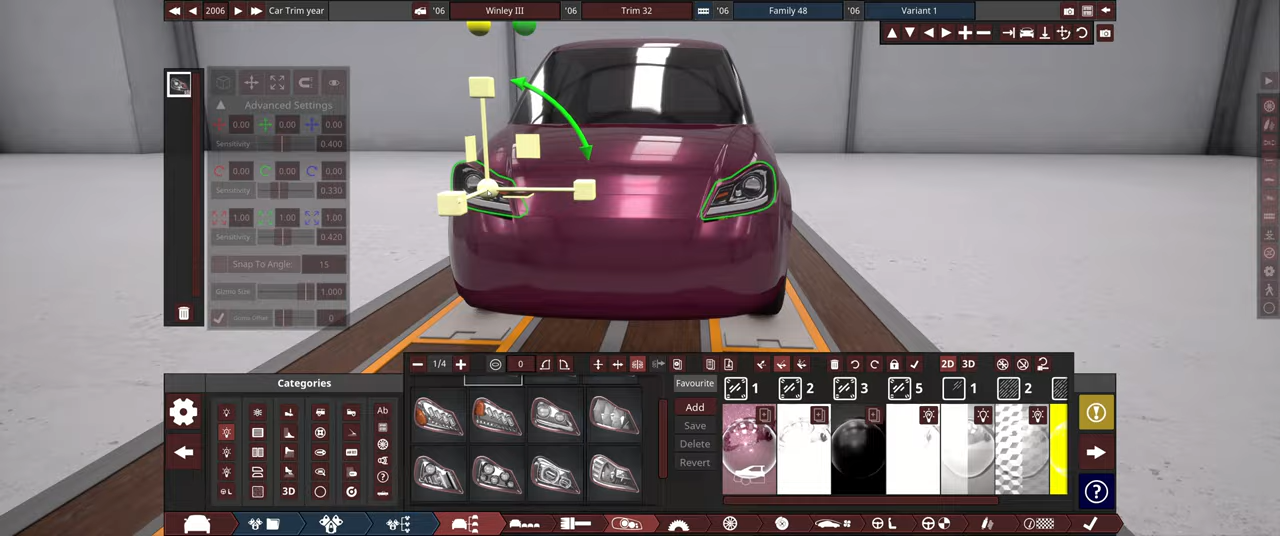 2006 Car Trim year '06 Winley III '06 Trim 32 '06 Family 48 '06 Variant 1
Advanced Settings
0.00 0.00 0.00
Sensitivity 0.400
0.00 0.00 0.00
Sensitivity 0.330
1.00 1.00 1.00
Sensitivity 0.420
Snap To Angle: 15
Gizmo Size 1.000
Gizmo Offset 0
1/4 0 2D 3D
Categories
Favourite
Add
Save
Delete
Revert
1 2 3 5 1 2
Ab
L 3D
?
L